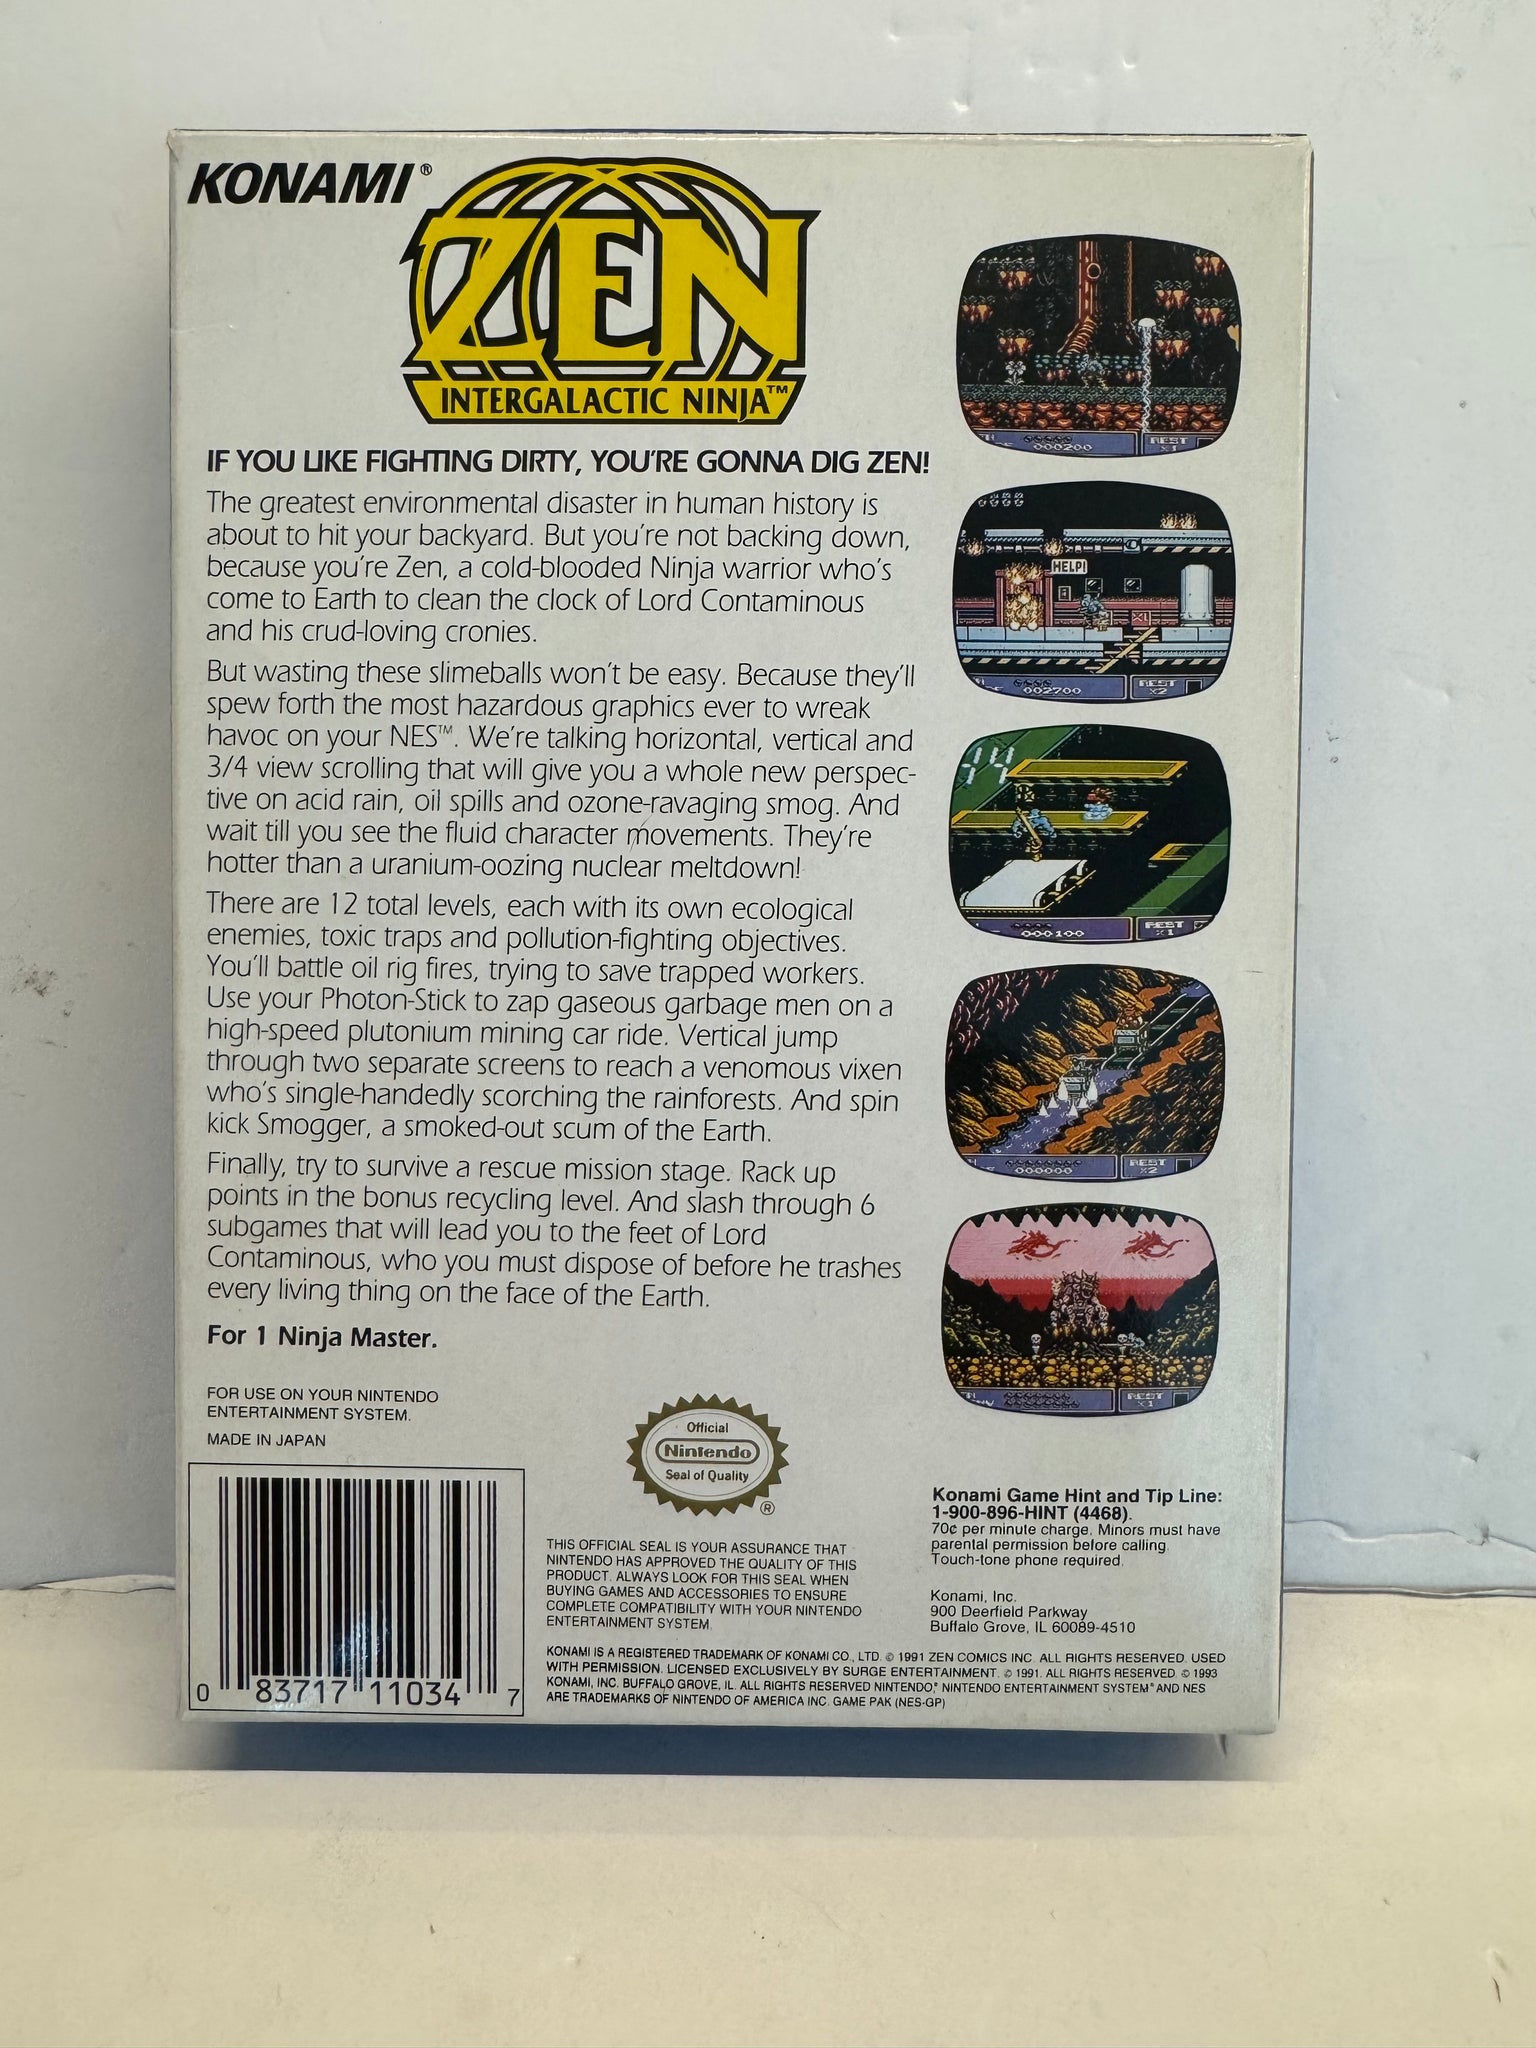 KONAMI®
ZEN
INTERGALACTIC NINJA™
IF YOU LIKE FIGHTING DIRTY, YOU'RE GONNA DIG ZEN!
The greatest environmental disaster in human history is
about to hit your backyard. But you're not backing down,
because you're Zen, a cold-blooded Ninja warrior who's
come to Earth to clean the clock of Lord Contaminous
and his crud-loving cronies.
But wasting these slimeballs won't be easy. Because they'll
spew forth the most hazardous graphics ever to wreak
havoc on your NES™. We're talking horizontal, vertical and
3/4 view scrolling that will give you a whole new perspec-
tive on acid rain, oil spills and ozone-ravaging smog. And
wait till you see the fluid character movements. They're
hotter than a uranium-oozing nuclear meltdown!
There are 12 total levels, each with its own ecological
enemies, toxic traps and pollution-fighting objectives.
You'll battle oil rig fires, trying to save trapped workers.
Use your Photon-Stick to zap gaseous garbage men on a
high-speed plutonium mining car ride. Vertical jump
through two separate screens to reach a venomous vixen
who's single-handedly scorching the rainforests. And spin
kick Smogger, a smoked-out scum of the Earth.
Finally, try to survive a rescue mission stage. Rack up
points in the bonus recycling level. And slash through 6
subgames that will lead you to the feet of Lord
Contaminous, who you must dispose of before he trashes
every living thing on the face of the Earth.
For 1 Ninja Master.
FOR USE ON YOUR NINTENDO
ENTERTAINMENT SYSTEM.
MADE IN JAPAN
0 83717 11034 7
Official
Nintendo
Seal of Quality
®
THIS OFFICIAL SEAL IS YOUR ASSURANCE THAT
NINTENDO HAS APPROVED THE QUALITY OF THIS
PRODUCT. ALWAYS LOOK FOR THIS SEAL WHEN
BUYING GAMES AND ACCESSORIES TO ENSURE
COMPLETE COMPATIBILITY WITH YOUR NINTENDO
ENTERTAINMENT SYSTEM.
000200
REST
x1
HELP!
002700
REST
x2
000100
REST
x1
000000
REST
x2
REST
x1
Konami Game Hint and Tip Line:
1-900-896-HINT (4468).
70¢ per minute charge. Minors must have
parental permission before calling.
Touch-tone phone required.
Konami, Inc.
900 Deerfield Parkway
Buffalo Grove, IL 60089-4510
KONAMI IS A REGISTERED TRADEMARK OF KONAMI CO., LTD. © 1991 ZEN COMICS INC. ALL RIGHTS RESERVED. USED
WITH PERMISSION. LICENSED EXCLUSIVELY BY SURGE ENTERTAINMENT. © 1991. ALL RIGHTS RESERVED. © 1993
KONAMI, INC. BUFFALO GROVE, IL. ALL RIGHTS RESERVED NINTENDO,® NINTENDO ENTERTAINMENT SYSTEM® AND NES
ARE TRADEMARKS OF NINTENDO OF AMERICA INC. GAME PAK (NES-GP)